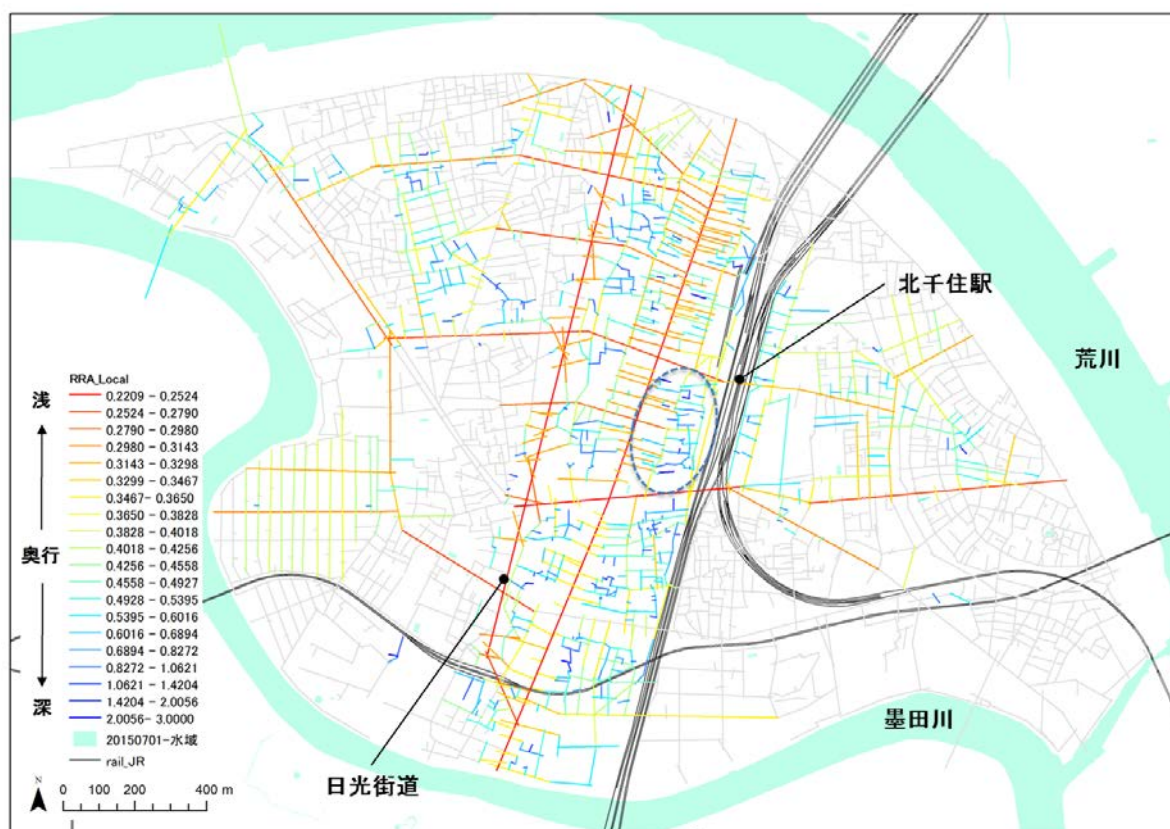 北千住駅
荒川
RRA_Local
浅
奥行
深
0.2209 - 0.2524
0.2524 - 0.2790
0.2790 - 0.2980
0.2980 - 0.3143
0.3143 - 0.3298
0.3299 - 0.3467
0.3467- 0.3650
0.3650 - 0.3828
0.3828 - 0.4018
0.4018 - 0.4256
0.4256 - 0.4558
0.4558 - 0.4927
0.4928 - 0.5395
0.5395 - 0.6016
0.6016 - 0.6894
0.6894 - 0.8272
0.8272 - 1.0621
1.0621 - 1.4204
1.4204 - 2.0056
2.0056- 3.0000
20150701-水域
rail_JR
墨田川
日光街道
N
0 50 100 200 300 400 m